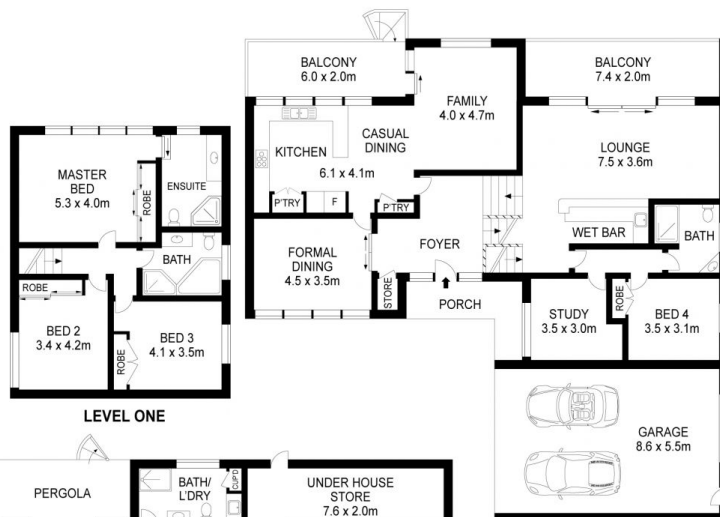 BALCONY
6.0 x 2.0m
BALCONY
7.4 x 2.0m
FAMILY
4.0 x 4.7m
CASUAL
DINING
KITCHEN
6.1 x 4.1m
LOUNGE
7.5 x 3.6m
MASTER
BED
5.3 x 4.0m
ROBE
ENSUITE
P'TRY
F
P'TRY
WET BAR
BATH
BATH
FORMAL
DINING
4.5 x 3.5m
FOYER
STORE
PORCH
ROBE
BED 2
3.4 x 4.2m
ROBE
BED 3
4.1 x 3.5m
STUDY
3.5 x 3.0m
ROBE
BED 4
3.5 x 3.1m
LEVEL ONE
GARAGE
8.6 x 5.5m
PERGOLA
BATH/
L'DRY
CUP'D
UNDER HOUSE
STORE
7.6 x 2.0m